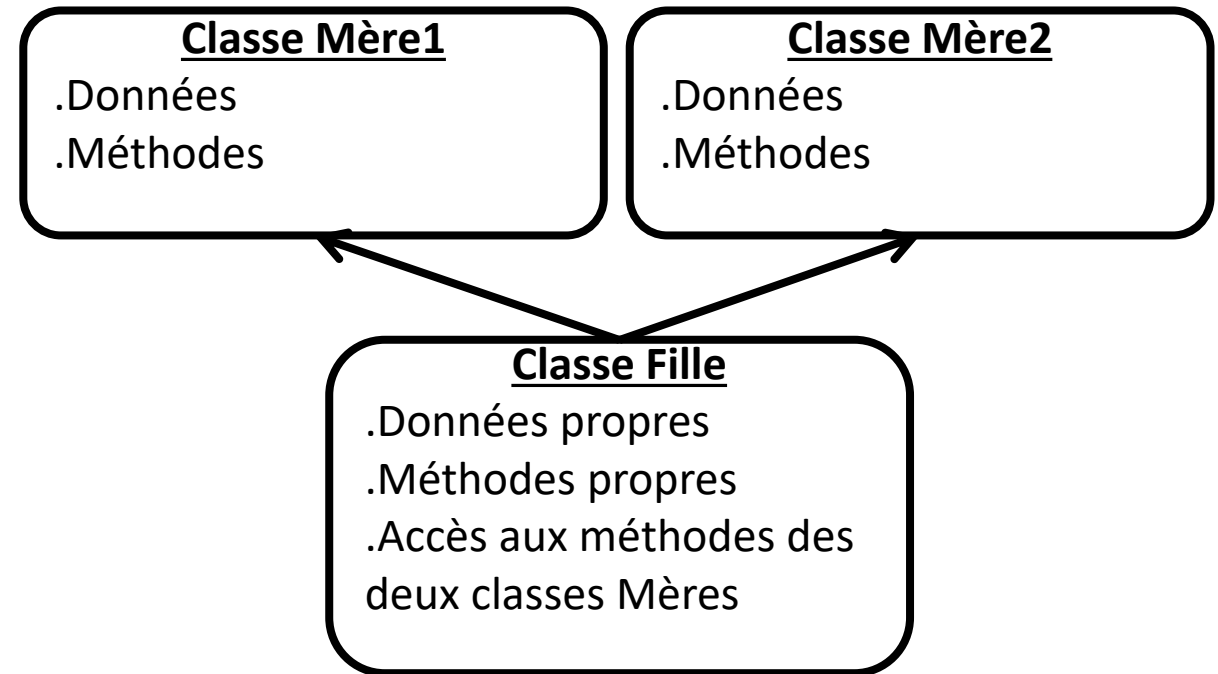 Classe Mère1
.Données
.Méthodes
Classe Mère2
.Données
.Méthodes
Classe Fille
.Données propres
.Méthodes propres
.Accès aux méthodes des
deux classes Mères